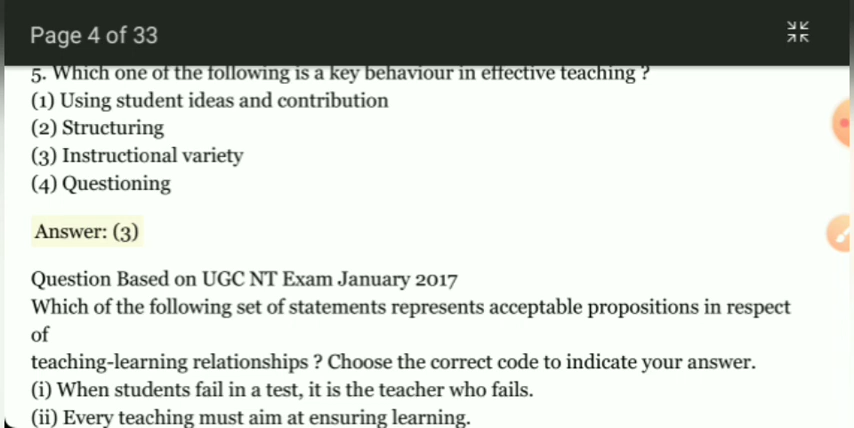 Page 4 of 33
5. Which one of the following is a key behaviour in effective teaching ?
(1) Using student ideas and contribution
(2) Structuring
(3) Instructional variety
(4) Questioning
Answer: (3)
Question Based on UGC NT Exam January 2017
Which of the following set of statements represents acceptable propositions in respect
of
teaching-learning relationships ? Choose the correct code to indicate your answer.
(i) When students fail in a test, it is the teacher who fails.
(ii) Every teaching must aim at ensuring learning.